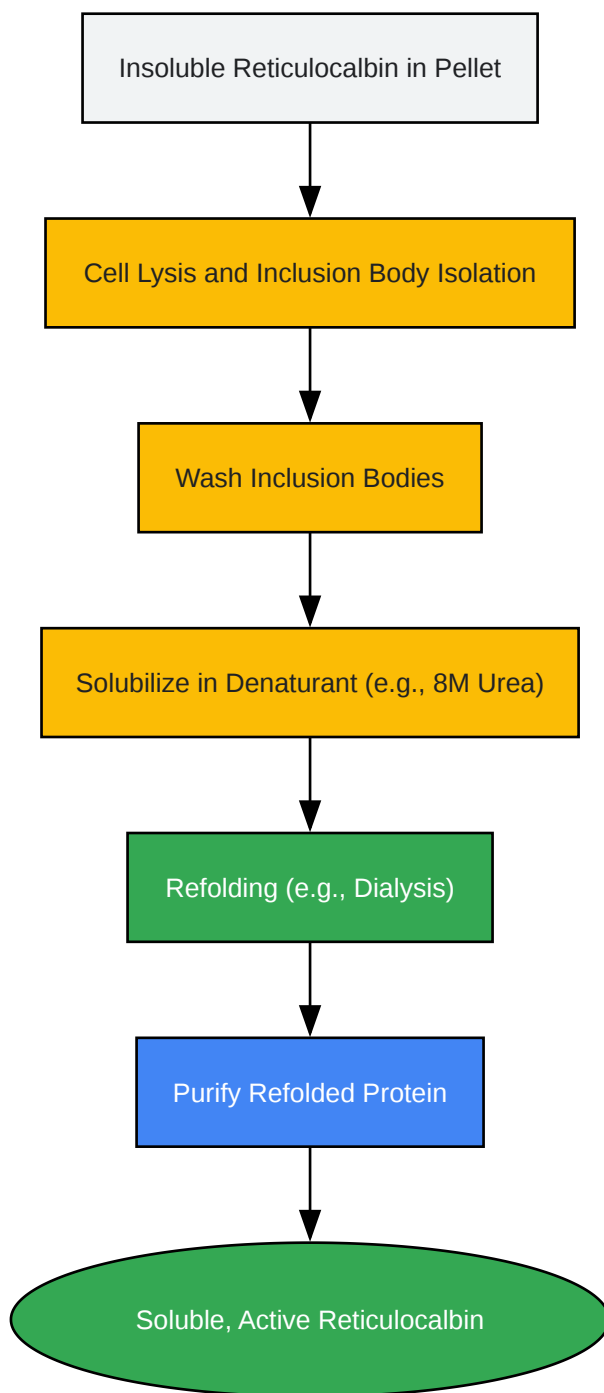 Insoluble Reticulocalbin in Pellet
Cell Lysis and Inclusion Body Isolation
Wash Inclusion Bodies
Solubilize in Denaturant (e.g., 8M Urea)
Refolding (e.g., Dialysis)
Purify Refolded Protein
Soluble, Active Reticulocalbin